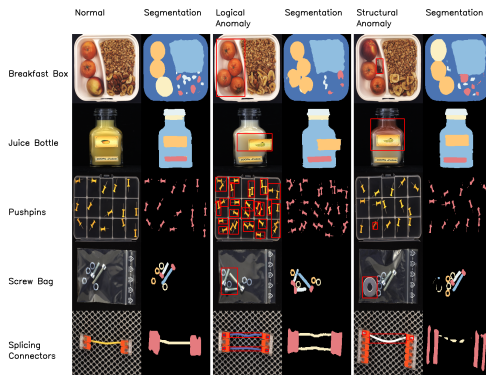 Normal
Segmentation
Logical
Anomaly
Segmentation
Structural
Anomaly
Segmentation
Breakfast Box
Juice Bottle
Pushpins
Screw Bag
Splicing
Connectors